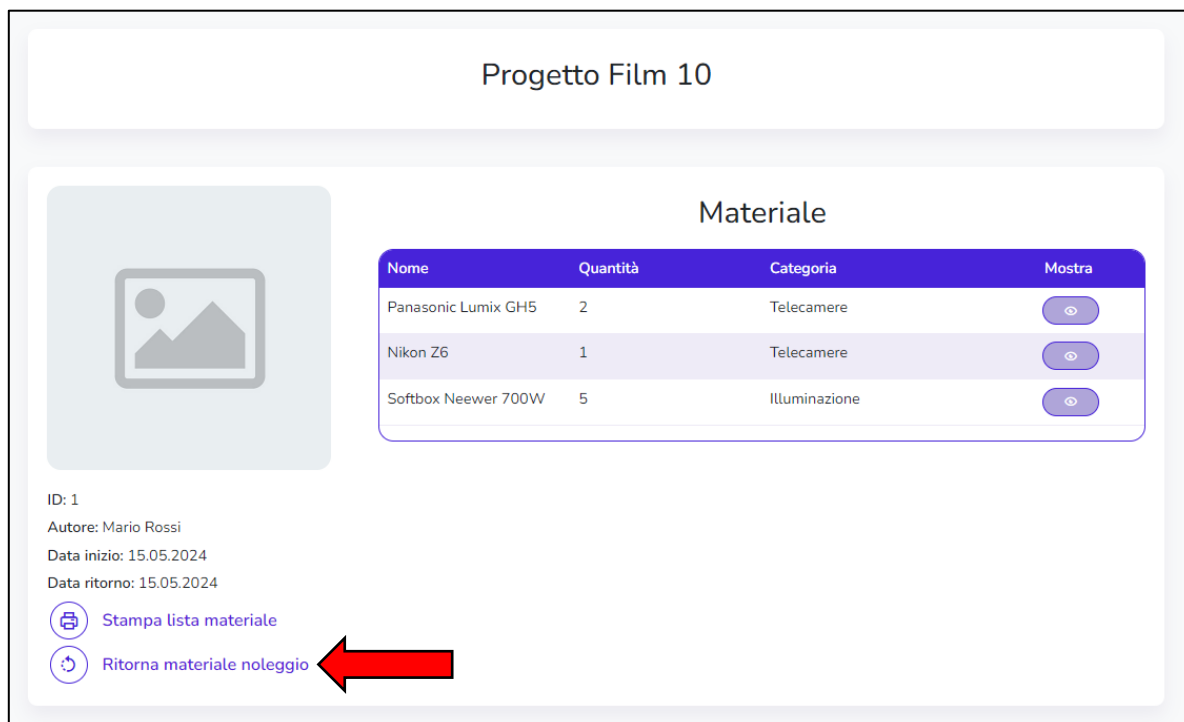 Progetto Film 10
Materiale
Nome Quantità Categoria Mostra
Panasonic Lumix GH5 2 Telecamere
Nikon Z6 1 Telecamere
Softbox Neewer 700W 5 Illuminazione
ID: 1
Autore: Mario Rossi
Data inizio: 15.05.2024
Data ritorno: 15.05.2024
Stampa lista materiale
Ritorna materiale noleggio